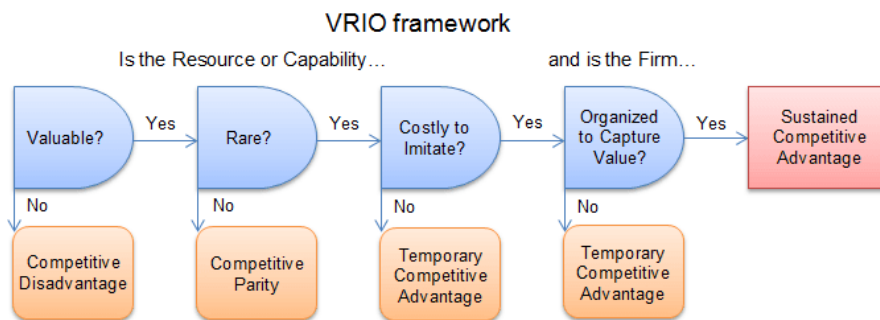 VRIO framework
Is the Resource or Capability…
and is the Firm…
Valuable?
Yes
Rare?
Yes
Costly to
Imitate?
Yes
Organized
to Capture
Value?
Yes
Sustained
Competitive
Advantage
No
No
No
No
Competitive
Disadvantage
Competitive
Parity
Temporary
Competitive
Advantage
Temporary
Competitive
Advantage